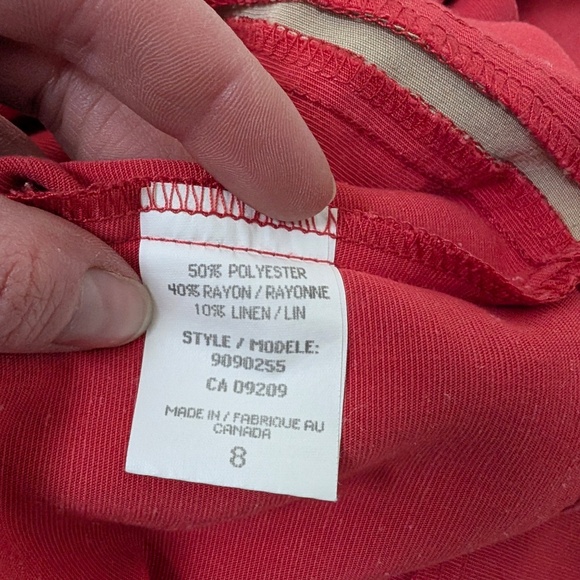 50% POLYESTER
40% RAYON / RAYONNE
10% LINEN / LIN
STYLE / MODELE:
9090255
CA 09209
MADE IN / FABRIQUE AU
CANADA
8